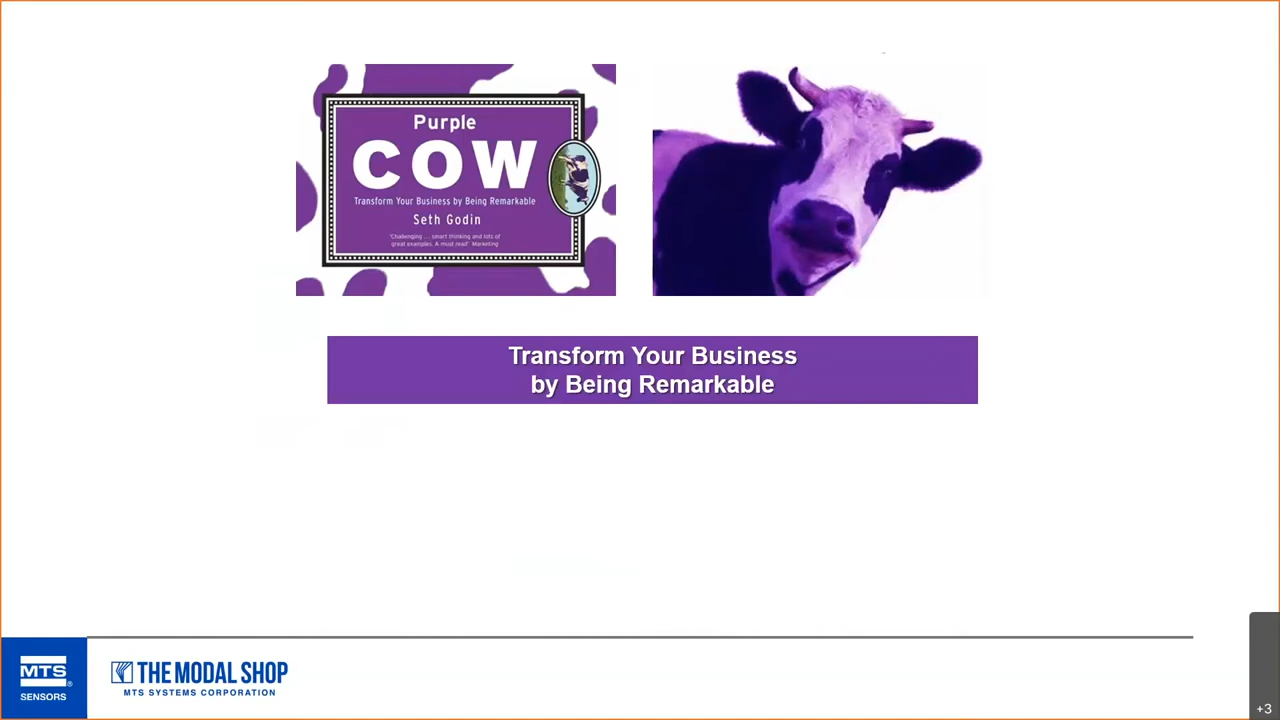 Purple
COW
Transform Your Business by Being Remarkable
Seth Godin
'Challenging ... smart thinking and lots of
great examples. A must read' Marketing
Transform Your Business
by Being Remarkable
MTS®
SENSORS
THE MODAL SHOP
MTS SYSTEMS CORPORATION
+3